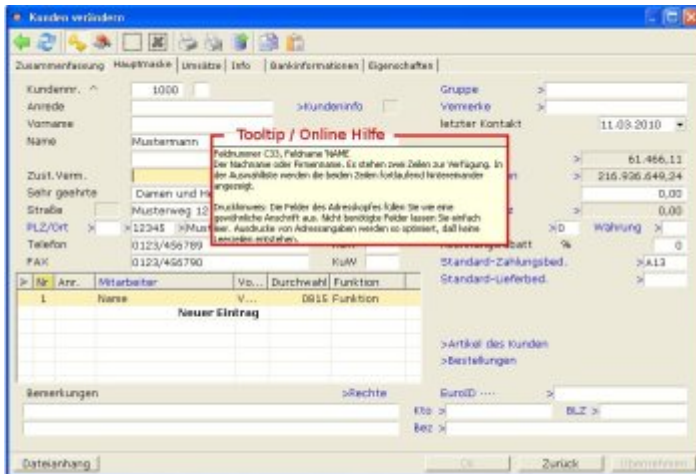 Kunden verändern
Zusammenfassung Hauptmaske Umsätze Info Bankinformationen Eigenschaften
Kundennr. ^ 1000 Gruppe >
Anrede >Kundeninfo Vermerke >
Vorname letzter Kontakt 11.03.2010
Name Mustermann
Tooltip / Online Hilfe
Feldnummer C33, Feldname 'NAME
Der Nachname oder Firmenname. Es stehen zwei Zeilen zur Verfügung. In
der Auswahlliste werden die beiden Zeilen fortlaufend hintereinander
angezeigt.
Druckhinweis: Die Felder des Adresskopfes füllen Sie wie eine
gewöhnliche Anschrift aus. Nicht benötigte Felder lassen Sie einfach
leer. Ausdrucke von Adressangaben werden so optimiert, daß keine
Leerzeilen entstehen.
> 61.466,11
Zust.Verm. > 216.936.649,24
Sehr geehrte Damen und 0,00
Straße Musterweg 12 > 0,00
PLZ/Ort > >12345 > >D Währung >
Telefon 0123/456789 % 0
FAX 0123/456790 KuW Standard-Zahlungsbed. >A13
> Nr Anr. Mitarbeiter Vo... Durchwahl Funktion Standard-Lieferbed. >
1 Name V... 0815 Funktion
Neuer Eintrag
>Artikel des Kunden
>Bestellungen
Bemerkungen >Rechte EuroID ---- >
Kto > BLZ >
Bez >
Dateianhang Ok Zurück Übernehmen